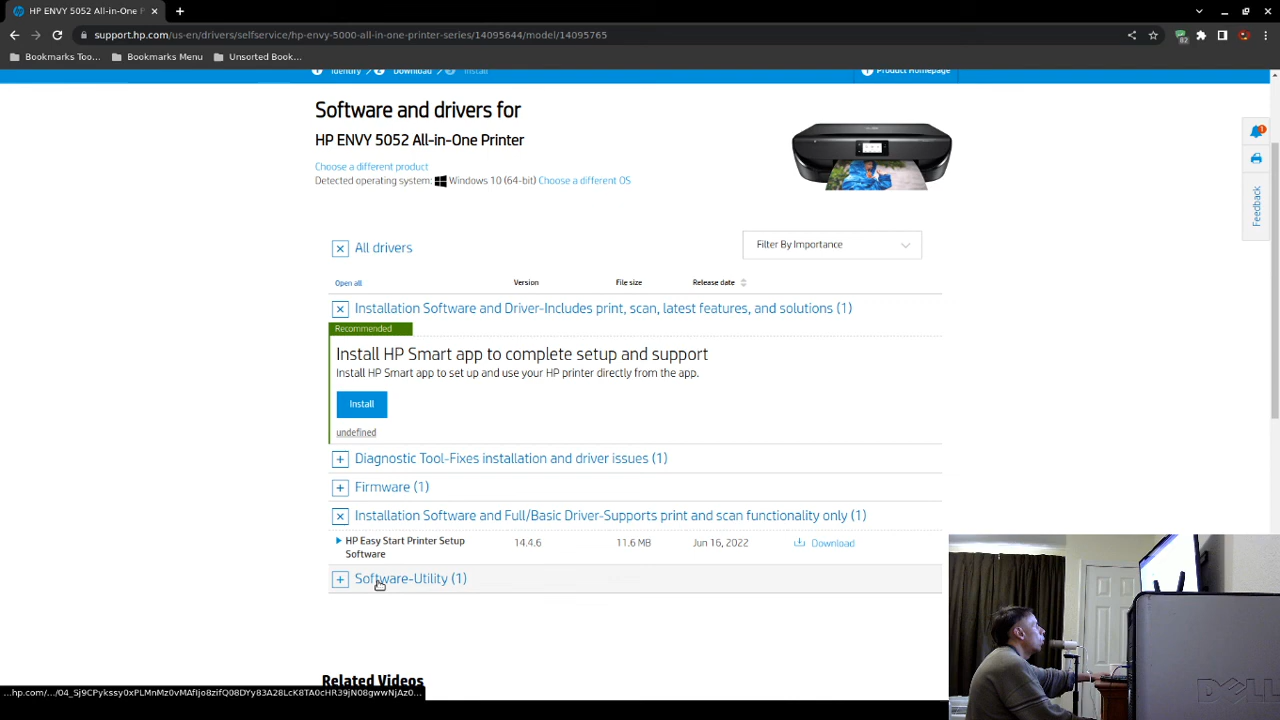 HP ENVY 5052 All-in-One P
support.hp.com/us-en/drivers/selfservice/hp-envy-5000-all-in-one-printer-series/14095644/model/14095765
82
Bookmarks Too... Bookmarks Menu Unsorted Book...
Identify Download Install Product Homepage
Software and drivers for
HP ENVY 5052 All-in-One Printer
Choose a different product
Detected operating system: Windows 10 (64-bit) Choose a different OS
1
Feedback
All drivers Filter By Importance
Open all Version File size Release date
Installation Software and Driver-Includes print, scan, latest features, and solutions (1)
Recommended
Install HP Smart app to complete setup and support
Install HP Smart app to set up and use your HP printer directly from the app.
Install
undefined
Diagnostic Tool-Fixes installation and driver issues (1)
Firmware (1)
Installation Software and Full/Basic Driver-Supports print and scan functionality only (1)
HP Easy Start Printer Setup 14.4.6 11.6 MB Jun 16, 2022 Download
Software
Software-Utility (1)
Related Videos
DELL